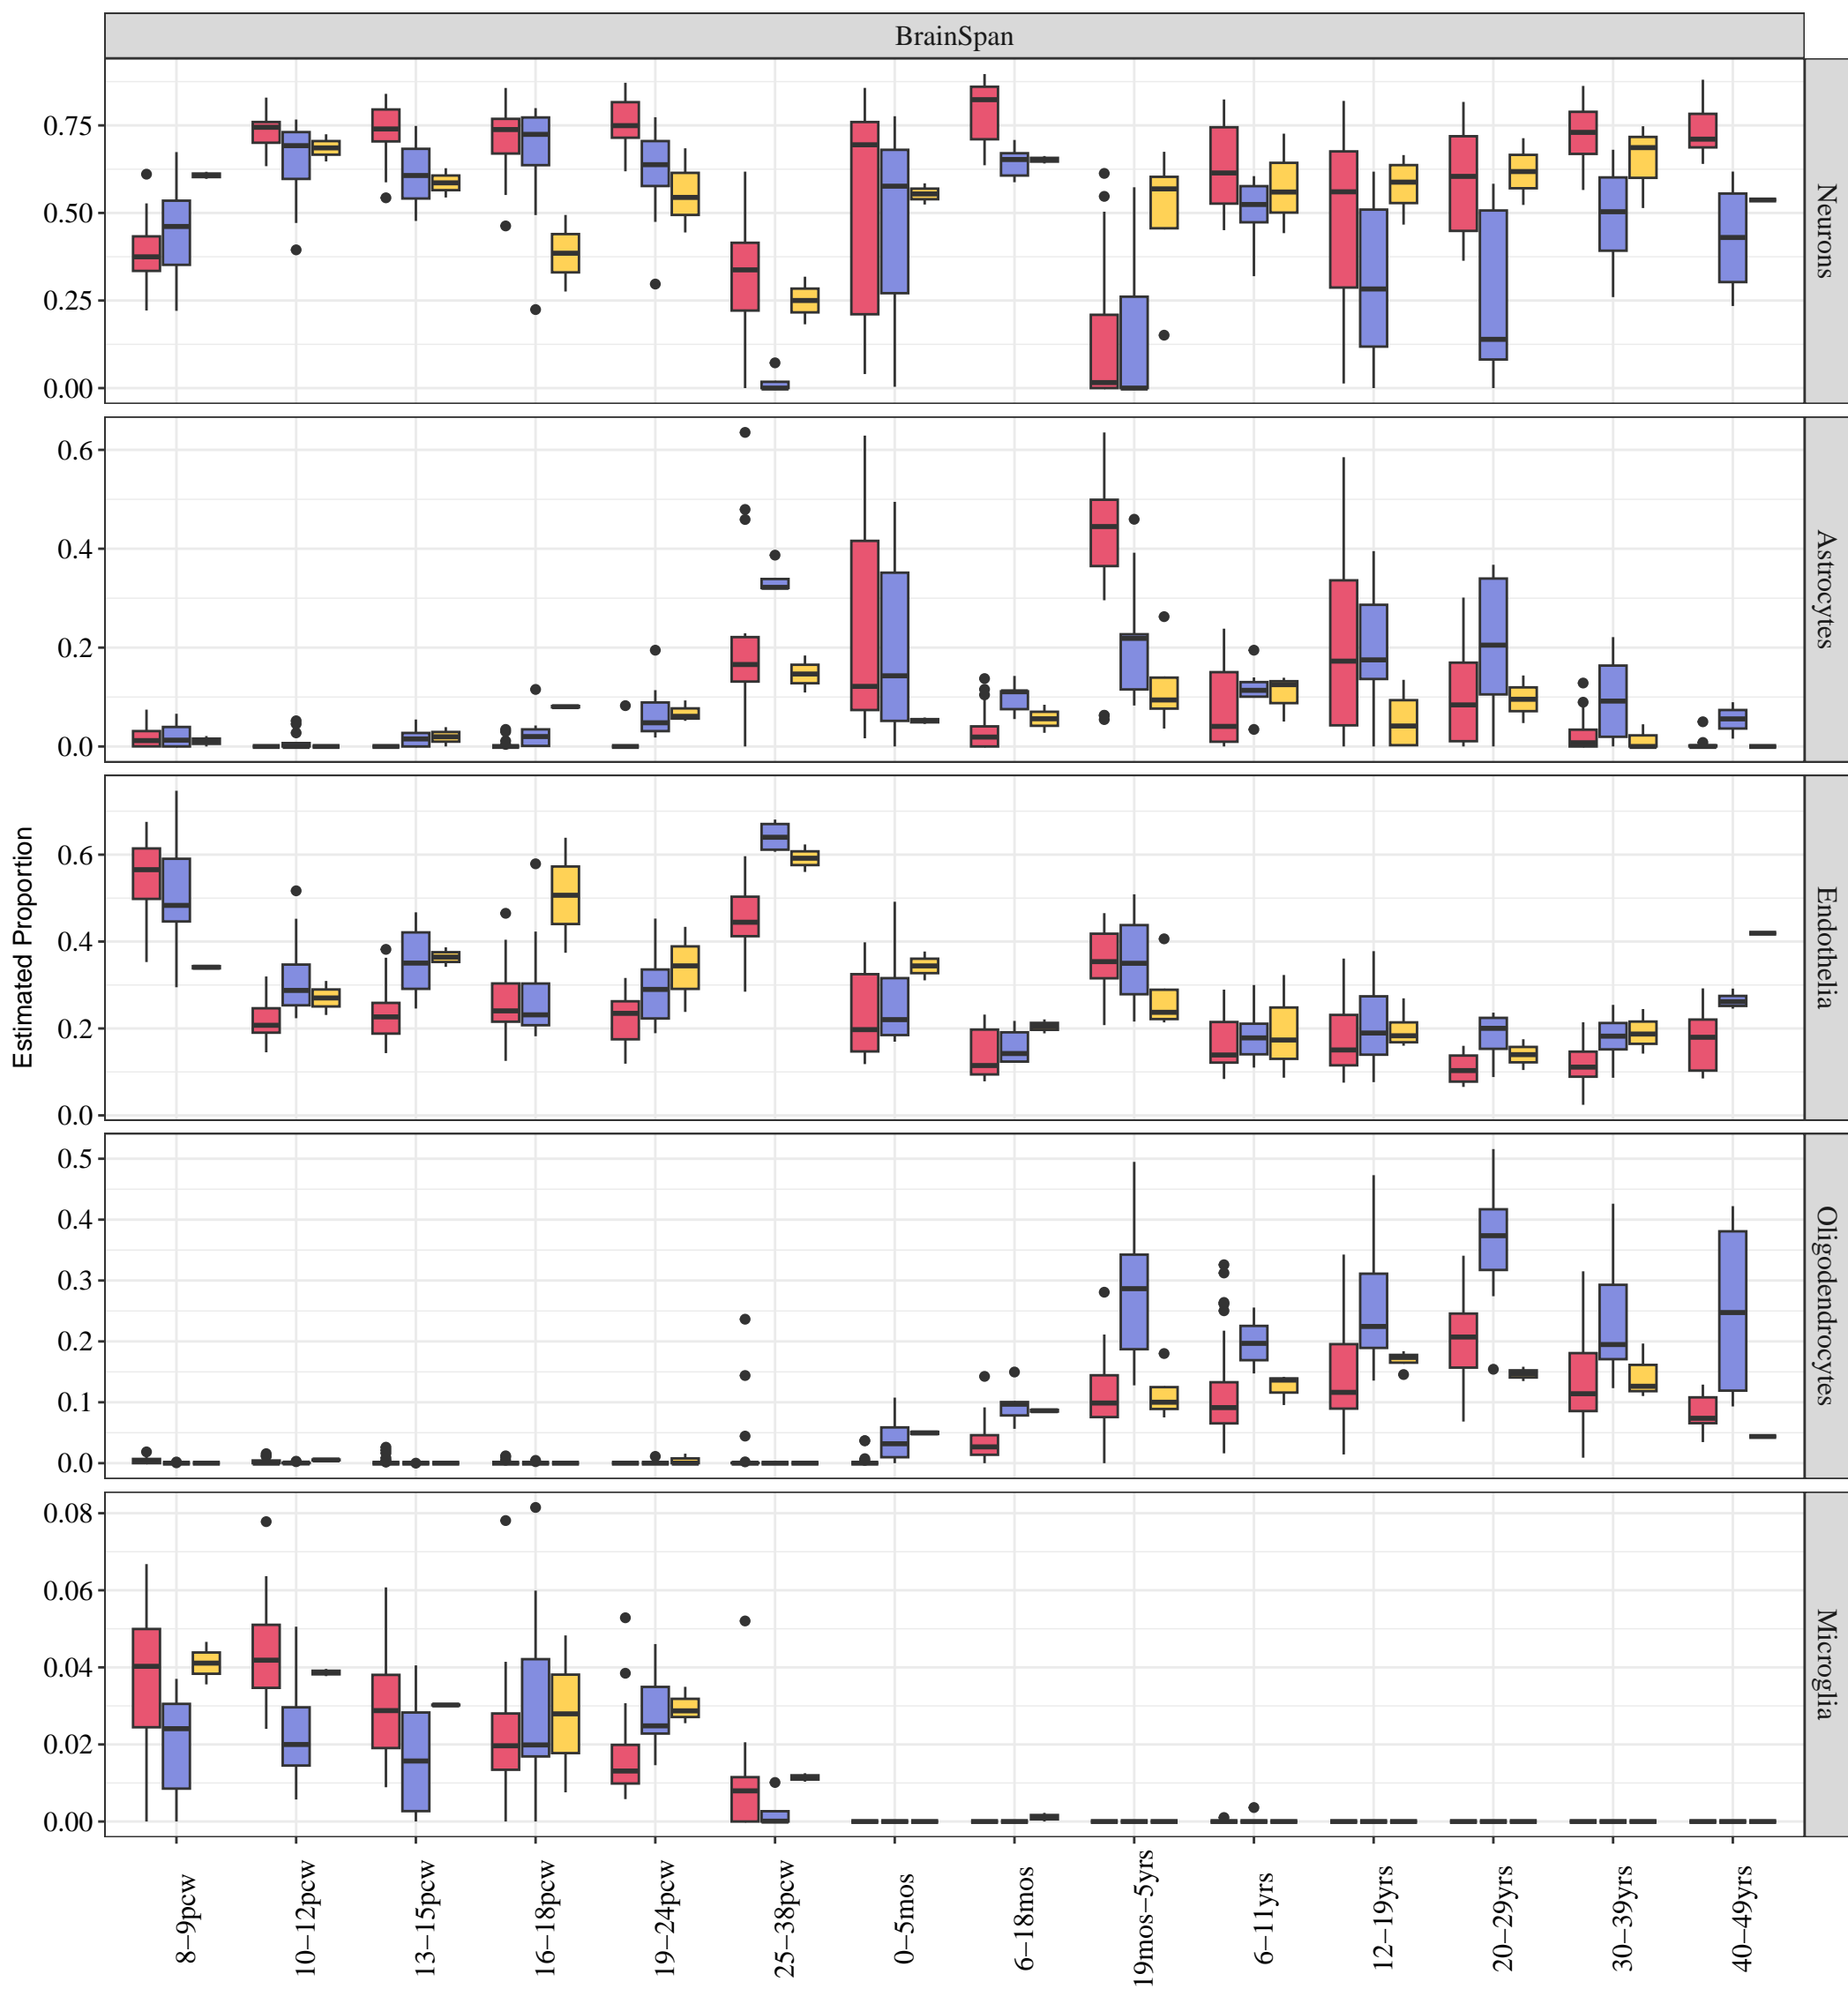 BrainSpan
Estimated Proportion
0.75
0.50
0.25
0.00
Neurons
0.6
0.4
0.2
0.0
Astrocytes
0.6
0.4
0.2
0.0
Endothelia
0.5
0.4
0.3
0.2
0.1
0.0
Oligodendrocytes
0.08
0.06
0.04
0.02
0.00
Microglia
8−9pcw
10−12pcw
13−15pcw
16−18pcw
19−24pcw
25−38pcw
0−5mos
6−18mos
19mos−5yrs
6−11yrs
12−19yrs
20−29yrs
30−39yrs
40−49yrs